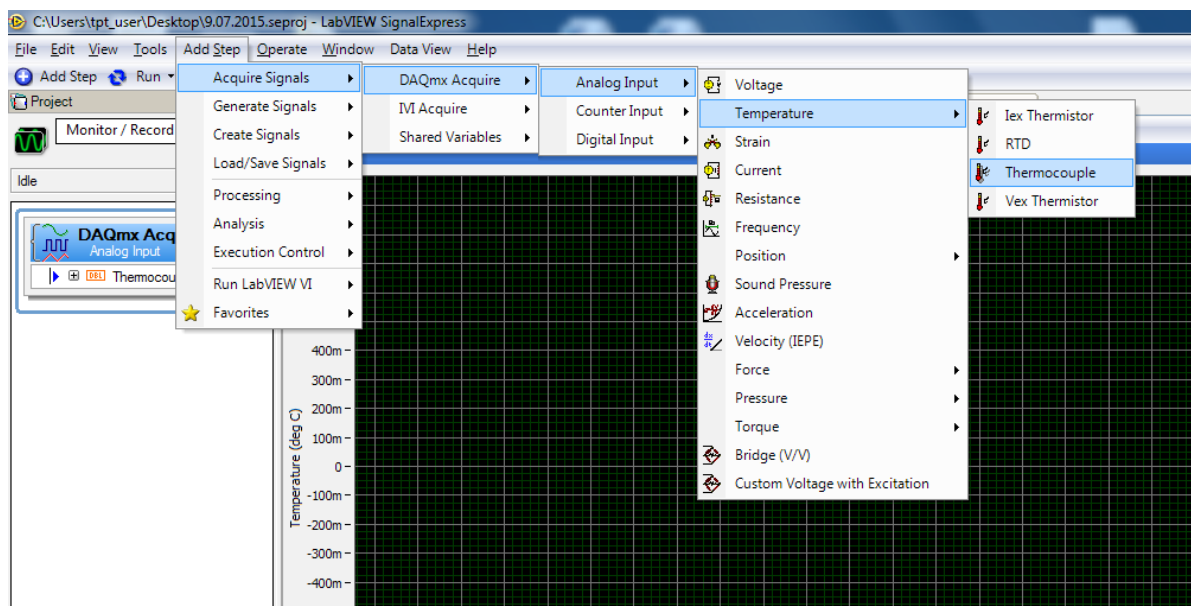 C:\Users\tpt_user\Desktop\9.07.2015.seproj - LabVIEW SignalExpress
File Edit View Tools Add Step Operate Window Data View Help
Add Step Run
Project
Monitor / Record
Idle
DAQmx Acq
Analog Input
DBL Thermocou
Acquire Signals
Generate Signals
Create Signals
Load/Save Signals
Processing
Analysis
Execution Control
Run LabVIEW VI
Favorites
DAQmx Acquire
IVI Acquire
Shared Variables
Analog Input
Counter Input
Digital Input
Voltage
Temperature
Strain
Current
Resistance
Frequency
Position
Sound Pressure
Acceleration
Velocity (IEPE)
Force
Pressure
Torque
Bridge (V/V)
Custom Voltage with Excitation
Iex Thermistor
RTD
Thermocouple
Vex Thermistor
Temperature (deg C)
400m
300m
200m
100m
0
-100m
-200m
-300m
-400m